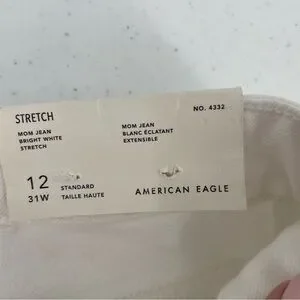 STRETCH
MOM JEAN
BRIGHT WHITE
STRETCH
MOM JEAN
BLANC ÉCLATANT
EXTENSIBLE
NO. 4332
12 STANDARD
31W TAILLE HAUTE
AMERICAN EAGLE